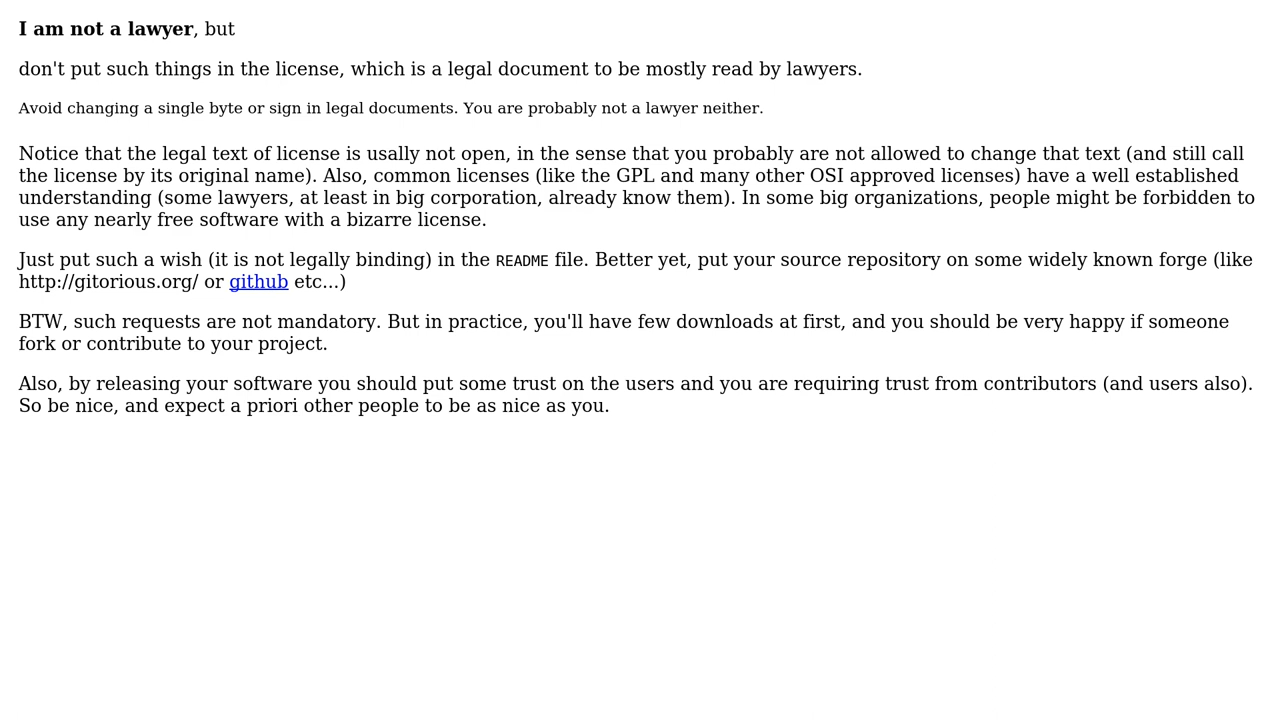 I am not a lawyer, but
don't put such things in the license, which is a legal document to be mostly read by lawyers.
Avoid changing a single byte or sign in legal documents. You are probably not a lawyer neither.
Notice that the legal text of license is usally not open, in the sense that you probably are not allowed to change that text (and still call
the license by its original name). Also, common licenses (like the GPL and many other OSI approved licenses) have a well established
understanding (some lawyers, at least in big corporation, already know them). In some big organizations, people might be forbidden to
use any nearly free software with a bizarre license.
Just put such a wish (it is not legally binding) in the README file. Better yet, put your source repository on some widely known forge (like
http://gitorious.org/ or github etc...)
BTW, such requests are not mandatory. But in practice, you'll have few downloads at first, and you should be very happy if someone
fork or contribute to your project.
Also, by releasing your software you should put some trust on the users and you are requiring trust from contributors (and users also).
So be nice, and expect a priori other people to be as nice as you.